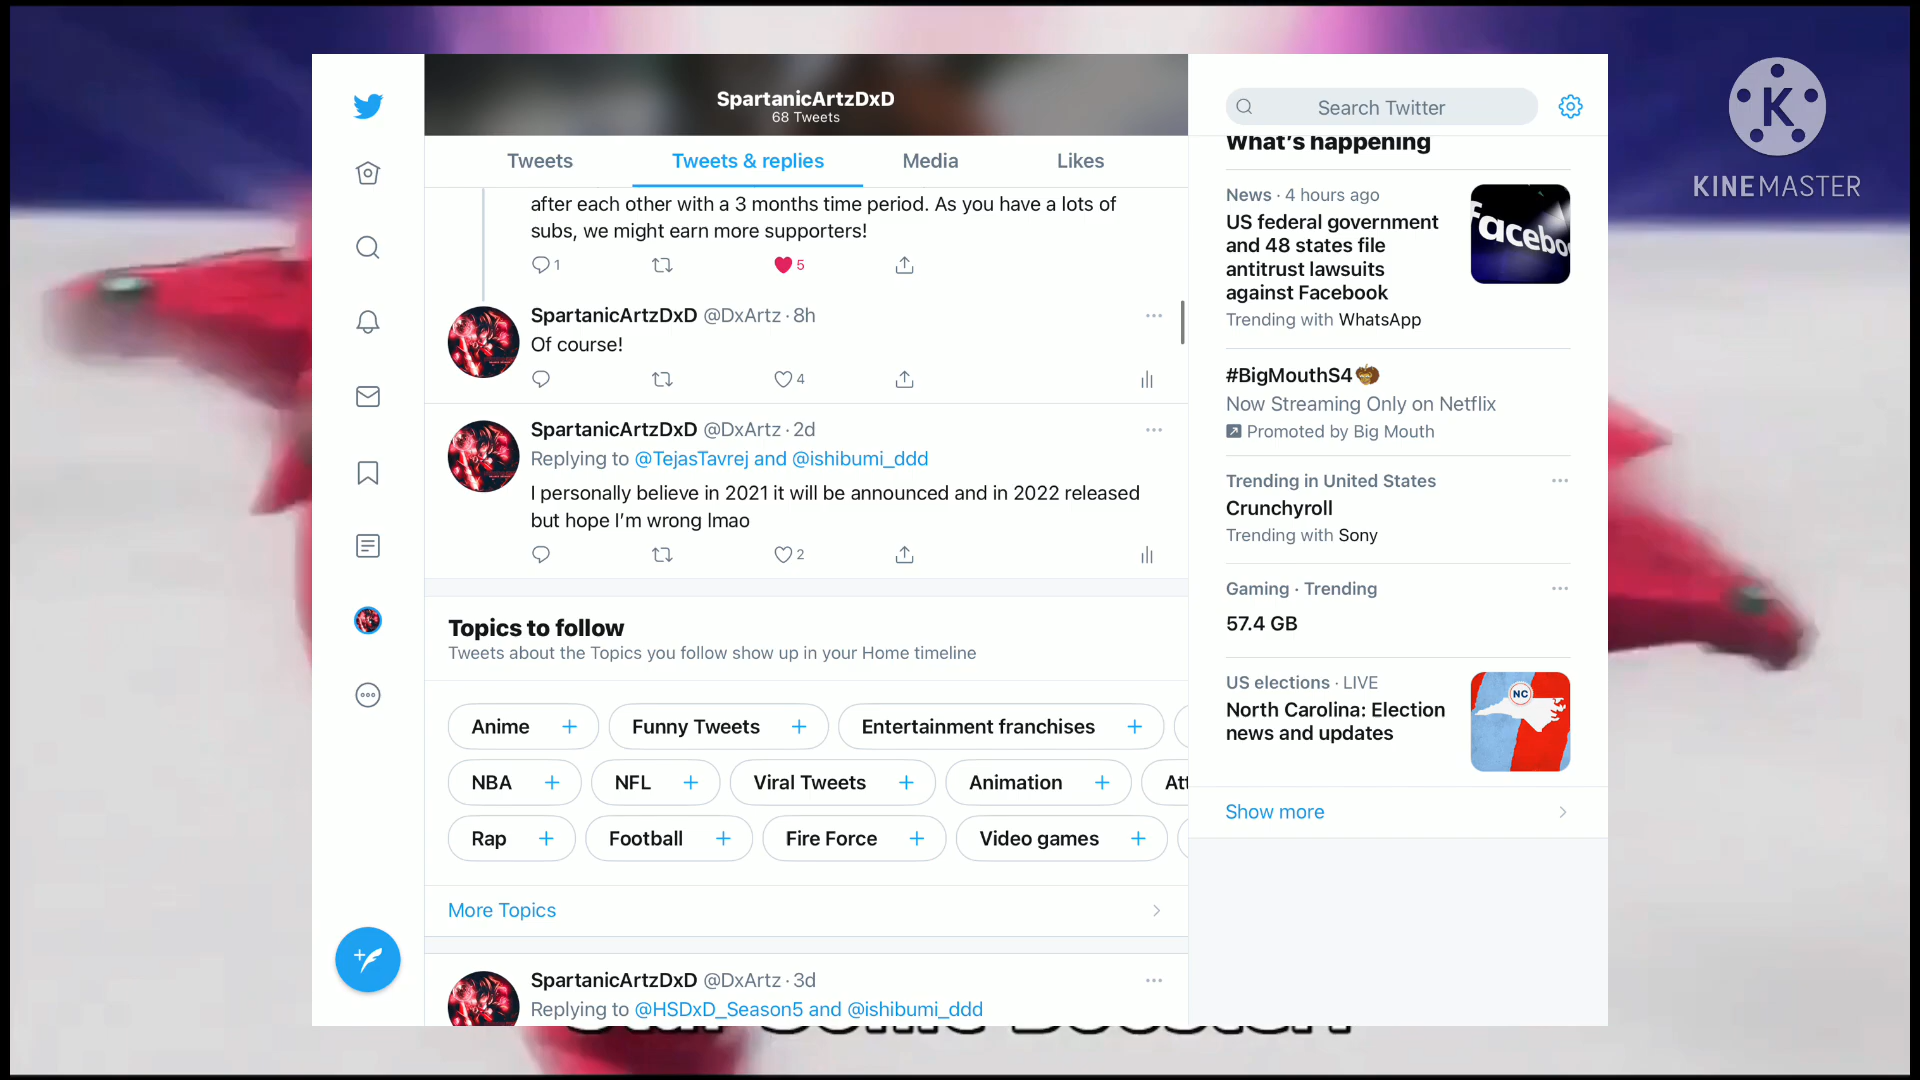 SpartanicArtzDxD
68 Tweets
Tweets
Tweets & replies
Media
Likes
after each other with a 3 months time period. As you have a lots of
subs, we might earn more supporters!
1
5
SpartanicArtzDxD @DxArtz · 8h
Of course!
4
SpartanicArtzDxD @DxArtz · 2d
Replying to @TejasTavrej and @ishibumi_ddd
I personally believe in 2021 it will be announced and in 2022 released
but hope I’m wrong lmao
2
Topics to follow
Tweets about the Topics you follow show up in your Home timeline
Anime +
Funny Tweets +
Entertainment franchises +
NBA +
NFL +
Viral Tweets +
Animation +
Att
Rap +
Football +
Fire Force +
Video games +
More Topics
SpartanicArtzDxD @DxArtz · 3d
Replying to @HSDxD_Season5 and @ishibumi_ddd
Search Twitter
What's happening
News · 4 hours ago
US federal government
and 48 states file
antitrust lawsuits
against Facebook
Trending with WhatsApp
facebo
#BigMouthS4
Now Streaming Only on Netflix
Promoted by Big Mouth
Trending in United States
Crunchyroll
Trending with Sony
Gaming · Trending
57.4 GB
US elections · LIVE
North Carolina: Election
news and updates
NC
Show more
K
KINEMASTER